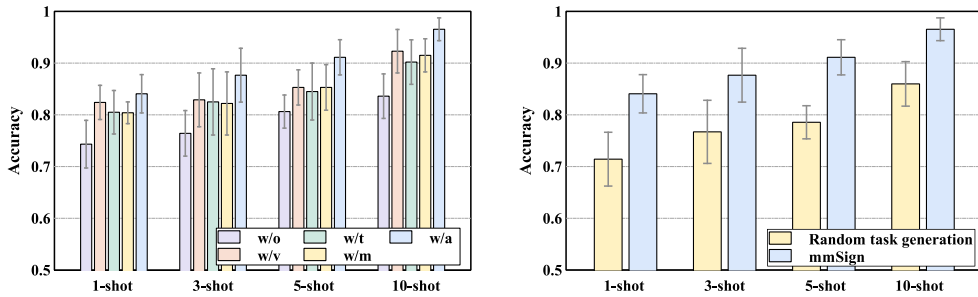 Accuracy
1
0.9
0.8
0.7
0.6
0.5
w/o w/t w/a
w/v w/m
1-shot 3-shot 5-shot 10-shot
Accuracy
1
0.9
0.8
0.7
0.6
0.5
Random task generation
mmSign
1-shot 3-shot 5-shot 10-shot